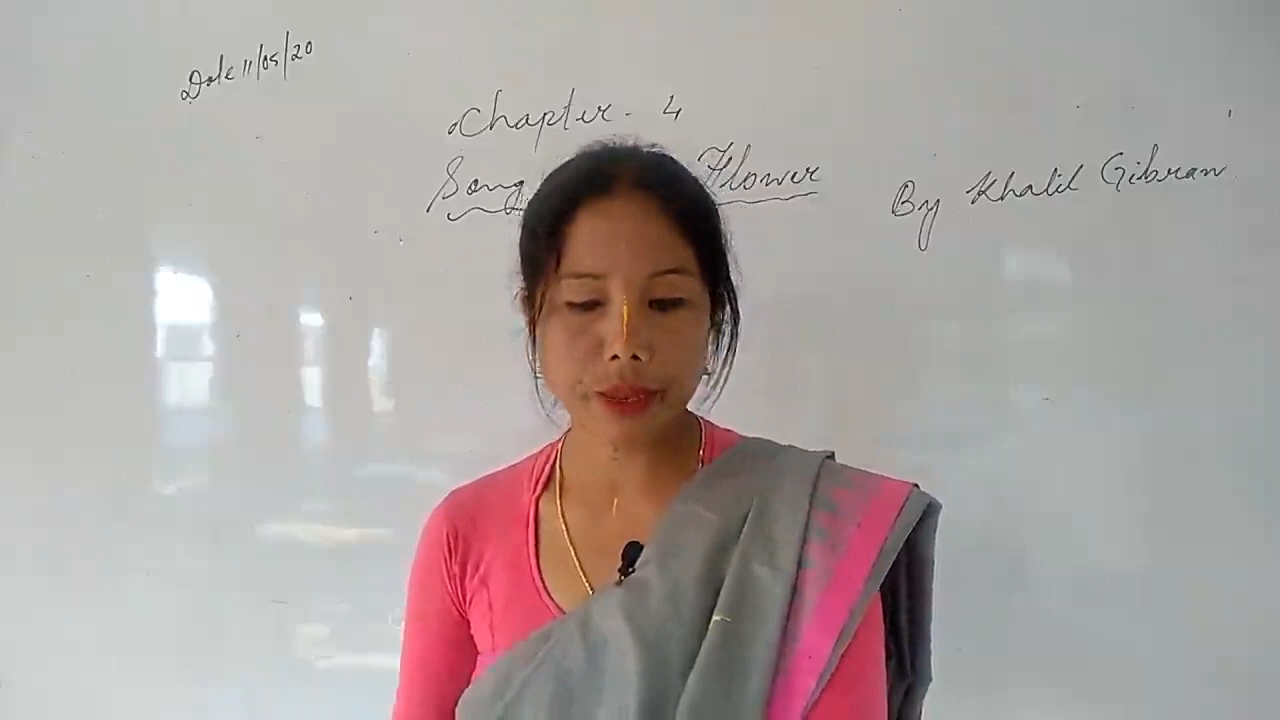 Date 11/05/20
Chapter - 4
Song Flower
By Khalil Gibran